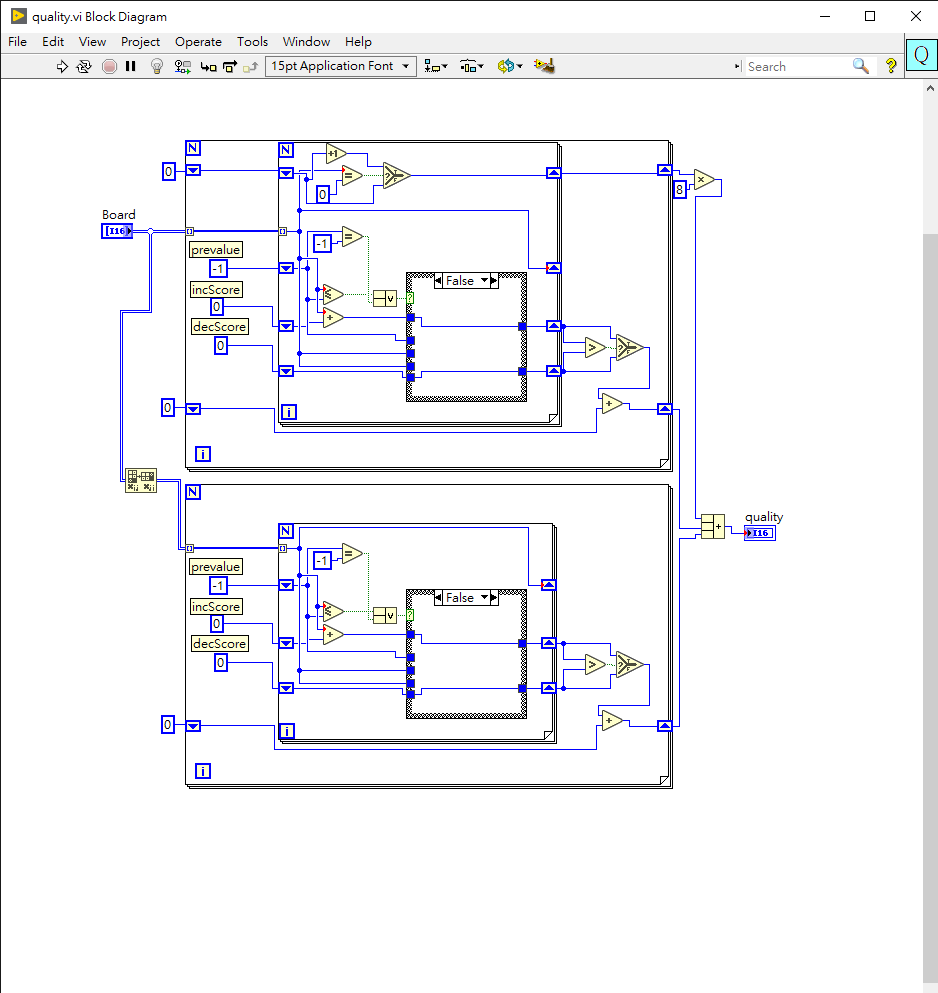 quality.vi Block Diagram
File Edit View Project Operate Tools Window Help
15pt Application Font
Search
?
Q
N
N
+1
0
=
?
T
F
×
8
0
Board
[I16]
prevalue
-1
-1
=
incScore
0
≤
+
∨
?
False
decScore
0
>
?
T
F
0
i
+
i
N
N
quality
+
I16
prevalue
-1
-1
=
incScore
0
≤
+
∨
?
False
decScore
0
>
?
T
F
0
i
+
i